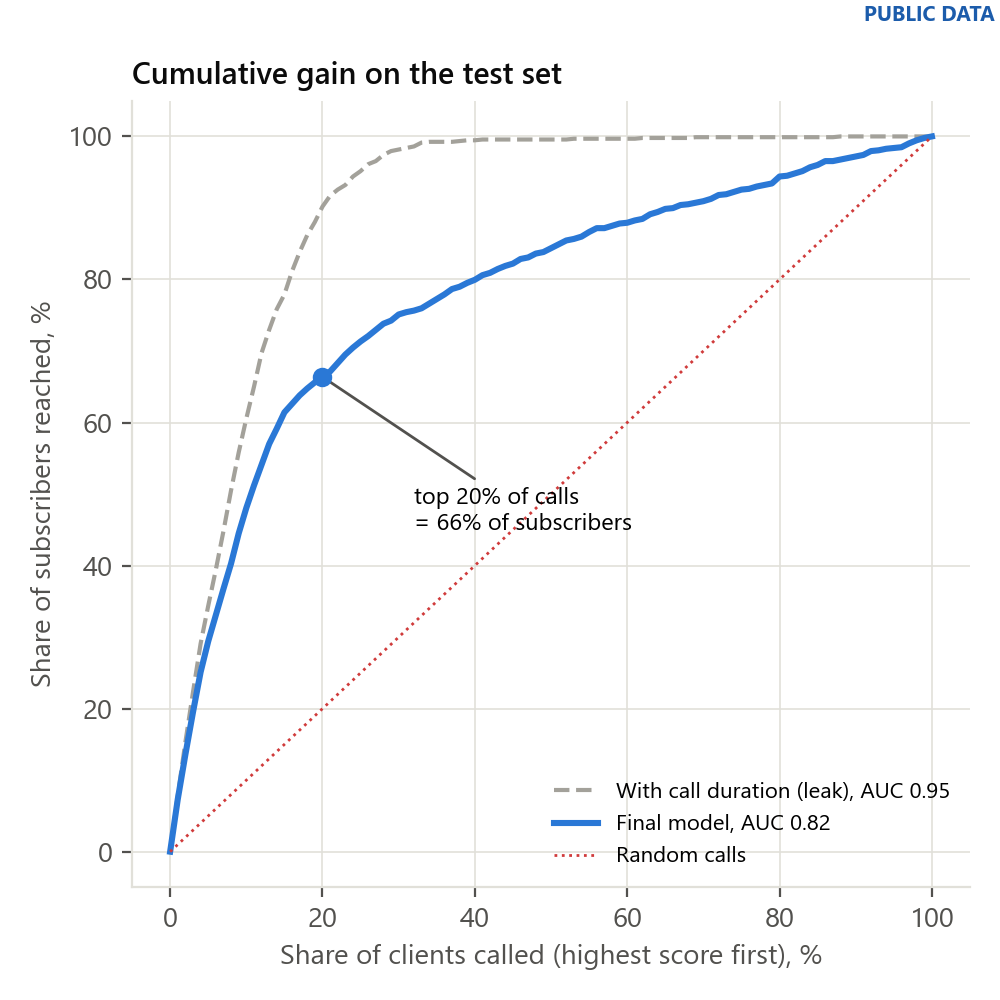 PUBLIC DATA
Cumulative gain on the test set
Share of subscribers reached, %
100
80
60
40
20
0
top 20% of calls
= 66% of subscribers
With call duration (leak), AUC 0.95
Final model, AUC 0.82
Random calls
0 20 40 60 80 100
Share of clients called (highest score first), %